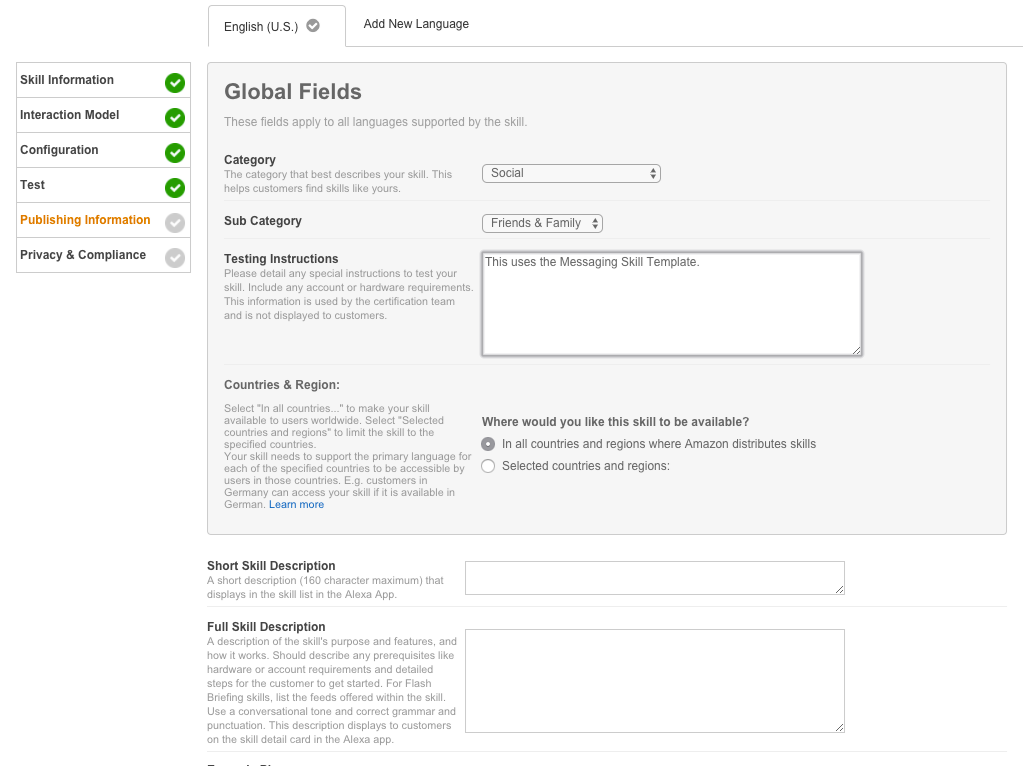 English (U.S.)
Add New Language
Skill Information
Interaction Model
Configuration
Test
Publishing Information
Privacy & Compliance
Global Fields
These fields apply to all languages supported by the skill.
Category
The category that best describes your skill. This
helps customers find skills like yours.
Social
Sub Category
Friends & Family
Testing Instructions
Please detail any special instructions to test your
skill. Include any account or hardware requirements.
This information is used by the certification team
and is not displayed to customers.
This uses the Messaging Skill Template.
Countries & Region:
Select "In all countries..." to make your skill
available to users worldwide. Select "Selected
countries and regions" to limit the skill to the
specified countries.
Your skill needs to support the primary language for
each of the specified countries to be accessible by
users in those countries. E.g. customers in
Germany can access your skill if it is available in
German. Learn more
Where would you like this skill to be available?
In all countries and regions where Amazon distributes skills
Selected countries and regions:
Short Skill Description
A short description (160 character maximum) that
displays in the skill list in the Alexa App.
Full Skill Description
A description of the skill's purpose and features, and
how it works. Should describe any prerequisites like
hardware or account requirements and detailed
steps for the customer to get started. For Flash
Briefing skills, list the feeds offered within the skill.
Use a conversational tone and correct grammar and
punctuation. This description displays to customers
on the skill detail card in the Alexa app.